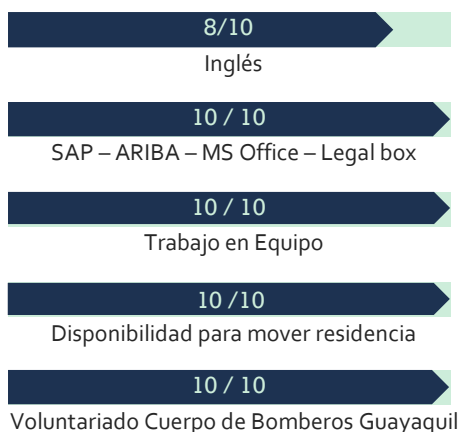 8/10
Inglés
10 / 10
SAP – ARIBA – MS Office – Legal box
10 / 10
Trabajo en Equipo
10 /10
Disponibilidad para mover residencia
10 / 10
Voluntariado Cuerpo de Bomberos Guayaquil